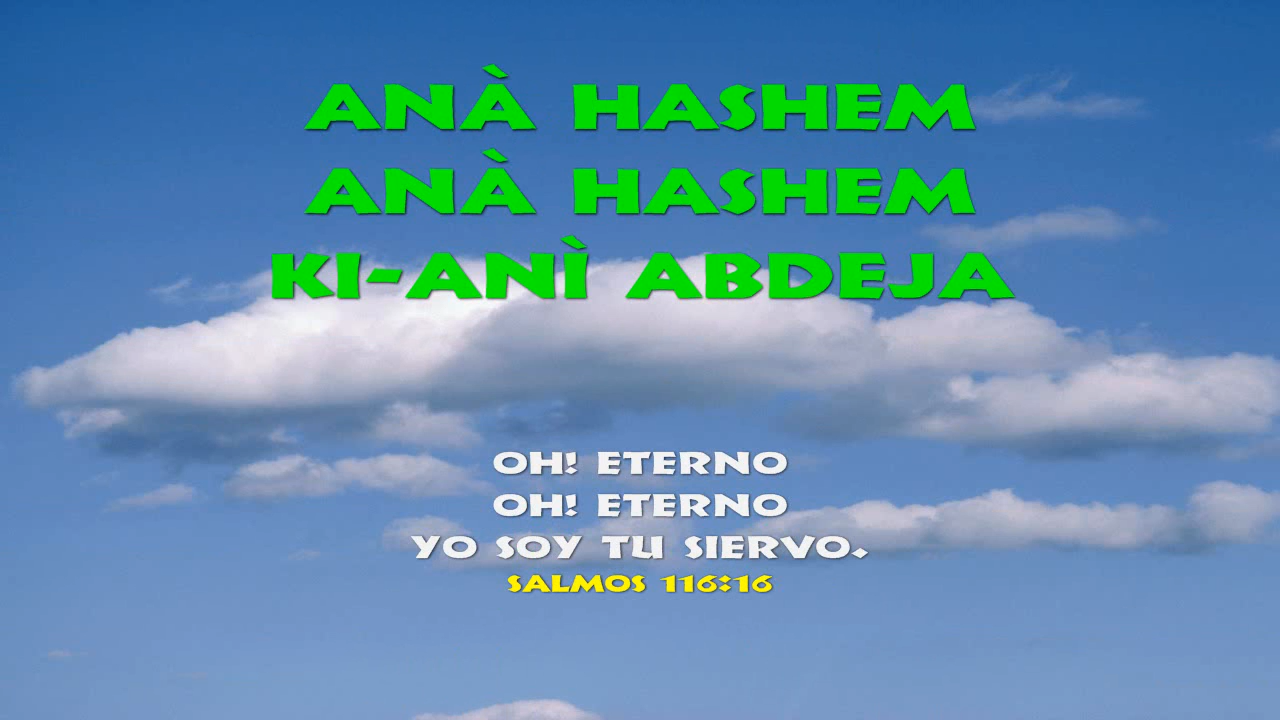 ANÀ HASHEM
ANÀ HASHEM
KI-ANÌ ABDEJA
OH! ETERNO
OH! ETERNO
YO SOY TU SIERVO.
SALMOS 116:16